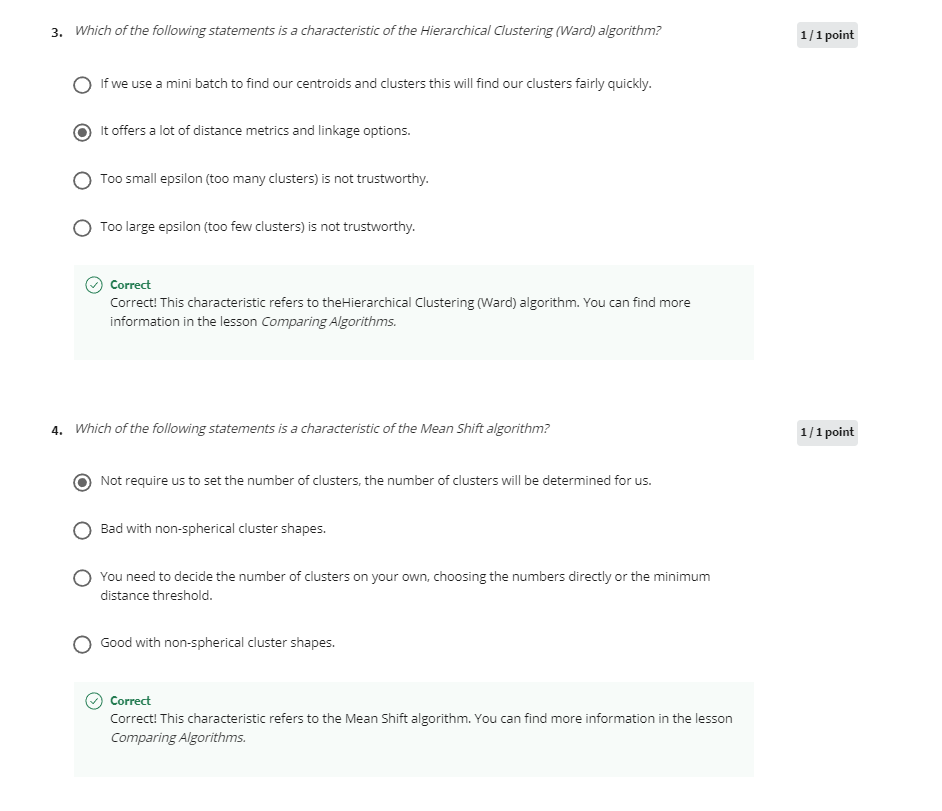 3. Which of the following statements is a characteristic of the Hierarchical Clustering (Ward) algorithm?
1 / 1 point
If we use a mini batch to find our centroids and clusters this will find our clusters fairly quickly.
It offers a lot of distance metrics and linkage options.
Too small epsilon (too many clusters) is not trustworthy.
Too large epsilon (too few clusters) is not trustworthy.
Correct
Correct! This characteristic refers to theHierarchical Clustering (Ward) algorithm. You can find more
information in the lesson Comparing Algorithms.
4. Which of the following statements is a characteristic of the Mean Shift algorithm?
1 / 1 point
Not require us to set the number of clusters, the number of clusters will be determined for us.
Bad with non-spherical cluster shapes.
You need to decide the number of clusters on your own, choosing the numbers directly or the minimum
distance threshold.
Good with non-spherical cluster shapes.
Correct
Correct! This characteristic refers to the Mean Shift algorithm. You can find more information in the lesson
Comparing Algorithms.